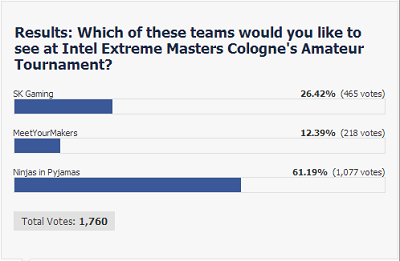 Results: Which of these teams would you like to
see at Intel Extreme Masters Cologne's Amateur
Tournament?
SK Gaming 26.42% (465 votes)
MeetYourMakers 12.39% (218 votes)
Ninjas in Pyjamas 61.19% (1,077 votes)
Total Votes: 1,760